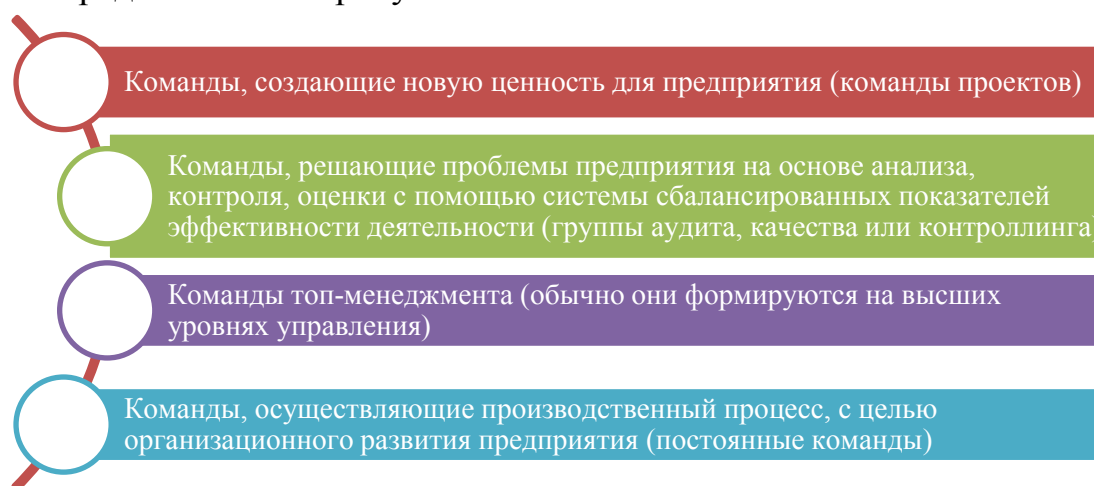 Команды, создающие новую ценность для предприятия (команды проектов)
Команды, решающие проблемы предприятия на основе анализа,
контроля, оценки с помощью системы сбалансированных показателей
эффективности деятельности (группы аудита, качества или контроллинга)
Команды топ-менеджмента (обычно они формируются на высших
уровнях управления)
Команды, осуществляющие производственный процесс, с целью
организационного развития предприятия (постоянные команды)